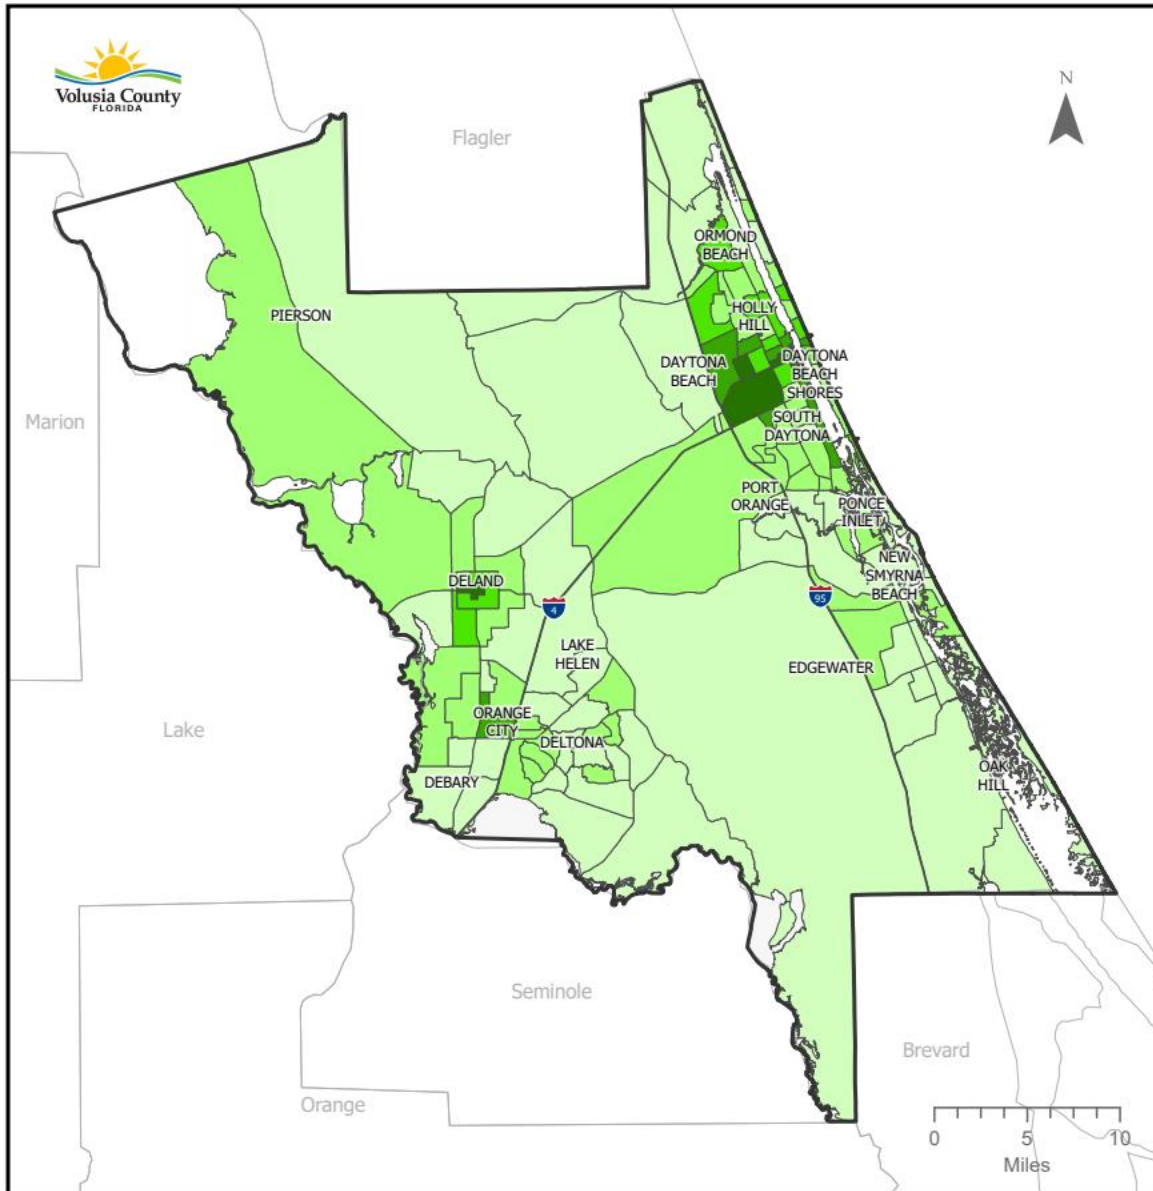 Volusia County
FLORIDA
N
Flagler
ORMOND
BEACH
PIERSON
HOLLY
HILL
DAYTONA
BEACH
DAYTONA
BEACH
SHORES
Marion
SOUTH
DAYTONA
PORT
ORANGE
PONCE
INLET
NEW
SMYRNA
BEACH
DELAND
4
95
LAKE
HELEN
EDGEWATER
ORANGE
CITY
Lake
DELTONA
DEBARY
OAK
HILL
Seminole
Brevard
Orange
0 5 10
Miles